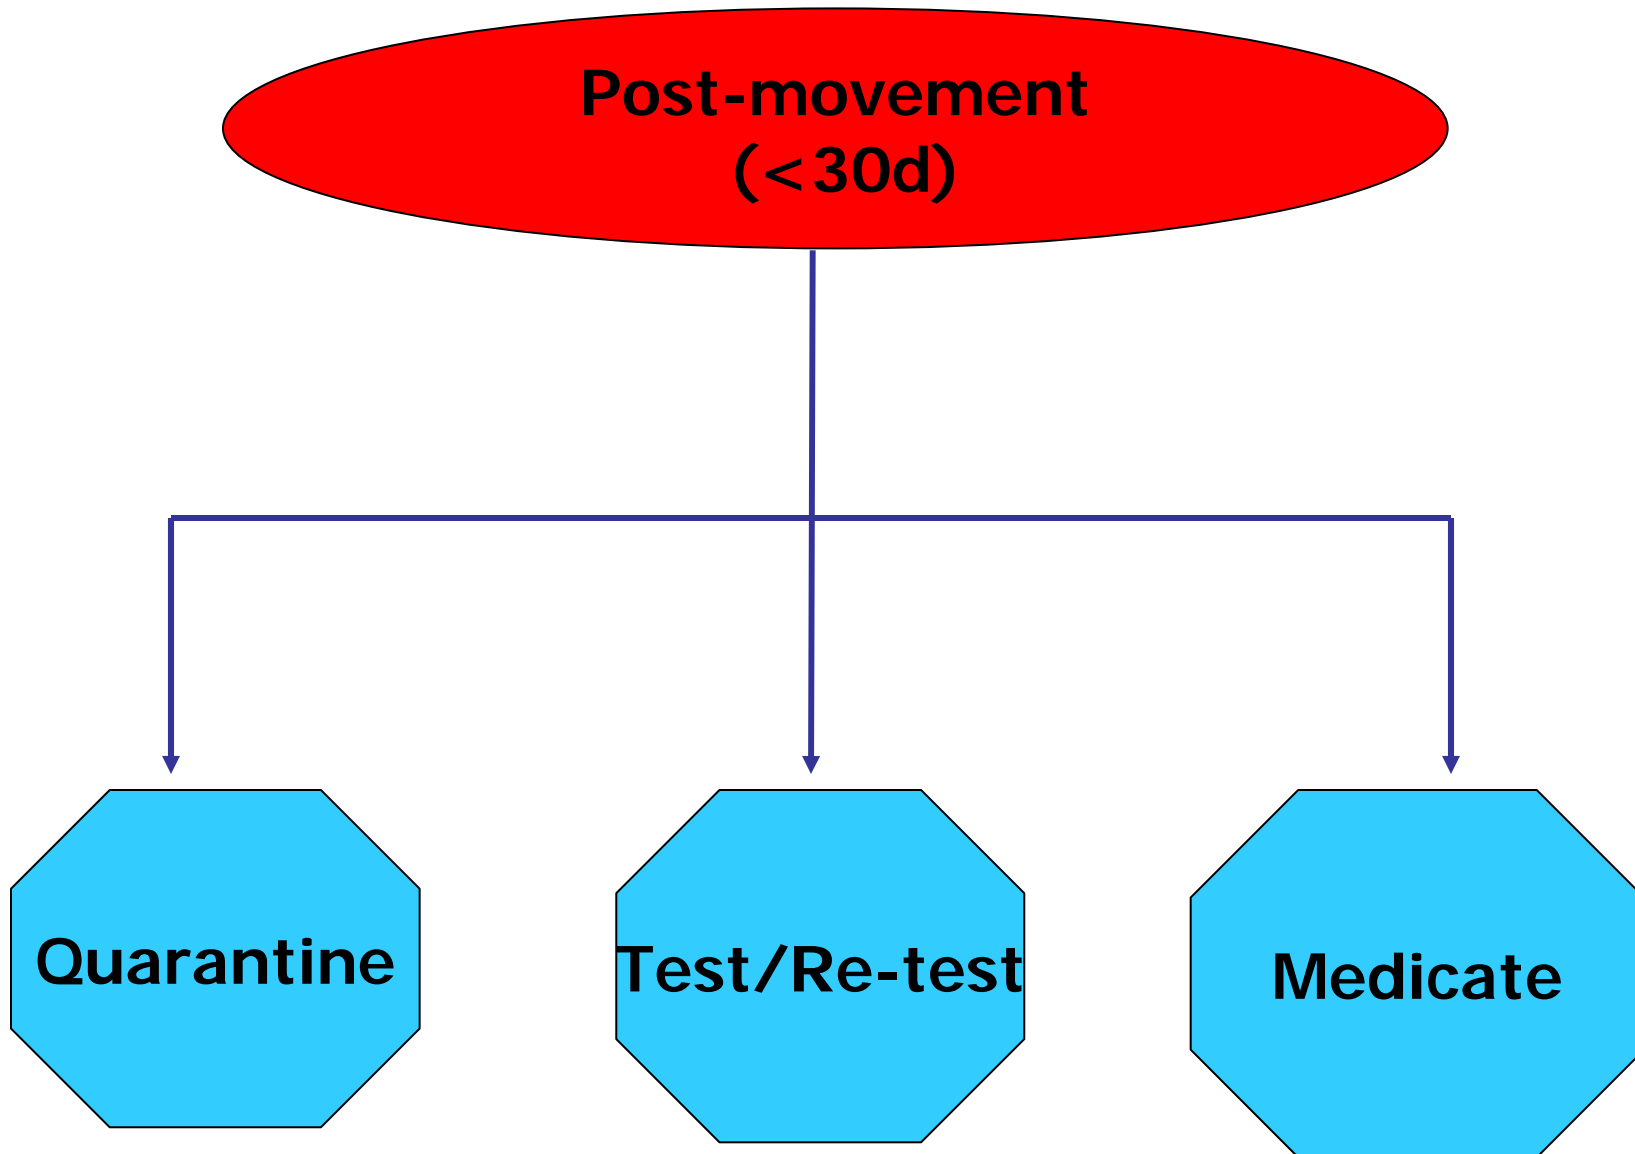 Post-movement
(<30d)
Quarantine
Test/Re-test
Medicate